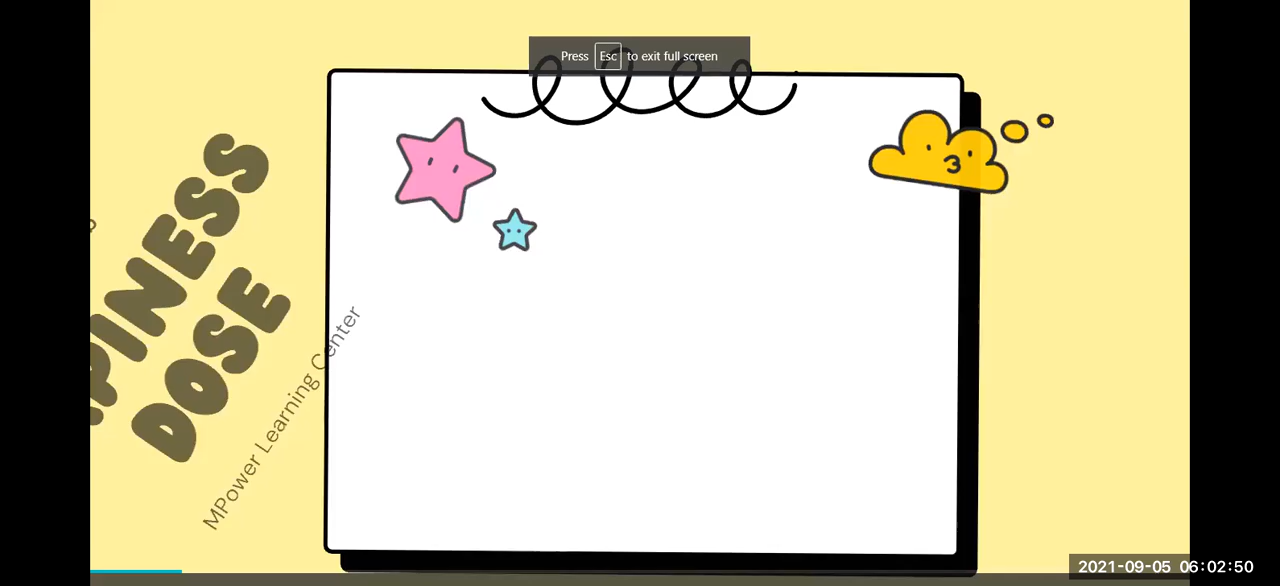 Press Esc to exit full screen
PINESS
DOSE
MPower Learning Center
2021-09-05 06:02:50